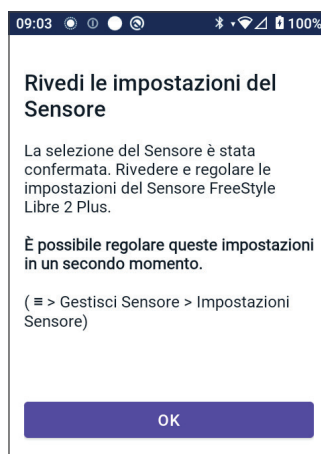 09:03 100%
Rivedi le impostazioni del
Sensore
La selezione del Sensore è stata
confermata. Rivedere e regolare le
impostazioni del Sensore FreeStyle
Libre 2 Plus.
È possibile regolare queste impostazioni
in un secondo momento.
( ≡ > Gestisci Sensore > Impostazioni
Sensore)
OK